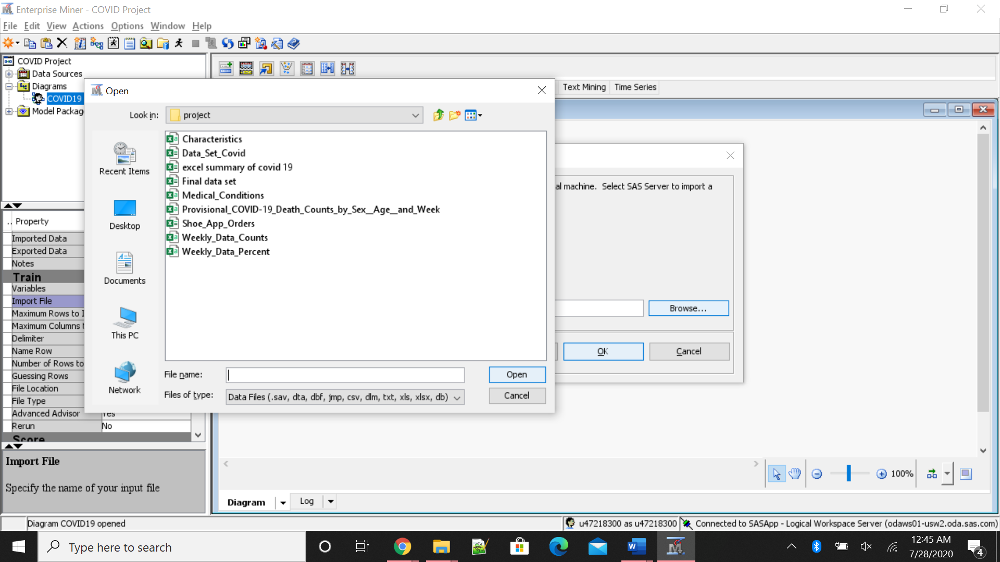 Enterprise Miner - COVID Project
File Edit View Actions Options Window Help
COVID Project
Data Sources
Diagrams
COVID19
Model Packag
Text Mining
Time Series
Open
Look in:
project
Recent Items
Desktop
Documents
This PC
Network
Characteristics
Data_Set_Covid
excel summary of covid 19
Final data set
Medical_Conditions
Provisional_COVID-19_Death_Counts_by_Sex__Age__and_Week
Shoe_App_Orders
Weekly_Data_Counts
Weekly_Data_Percent
File name:
Open
Files of type:
Data Files (.sav, dta, dbf, jmp, csv, dlm, txt, xls, xlsx, db)
Cancel
al machine. Select SAS Server to import a
Browse...
OK
Cancel
.. Property
Imported Data
Exported Data
Notes
Train
Variables
Import File
Maximum Rows to I
Maximum Columns t
Delimiter
Name Row
Number of Rows to
Guessing Rows
File Location
File Type
Advanced Advisor Yes
Rerun No
Score
Import File
Specify the name of your input file
100%
Diagram
Log
Diagram COVID19 opened
u47218300 as u47218300
Connected to SASApp - Logical Workspace Server (odaws01-usw2.oda.sas.com)
Type here to search
12:45 AM
7/28/2020
4